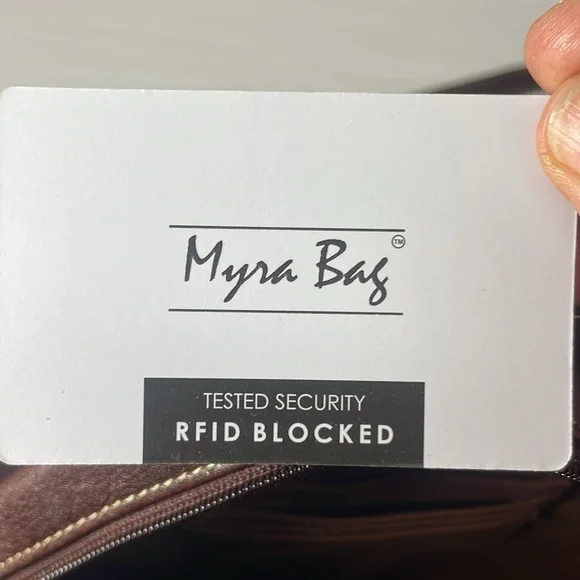 Myra Bag™
TESTED SECURITY
RFID BLOCKED